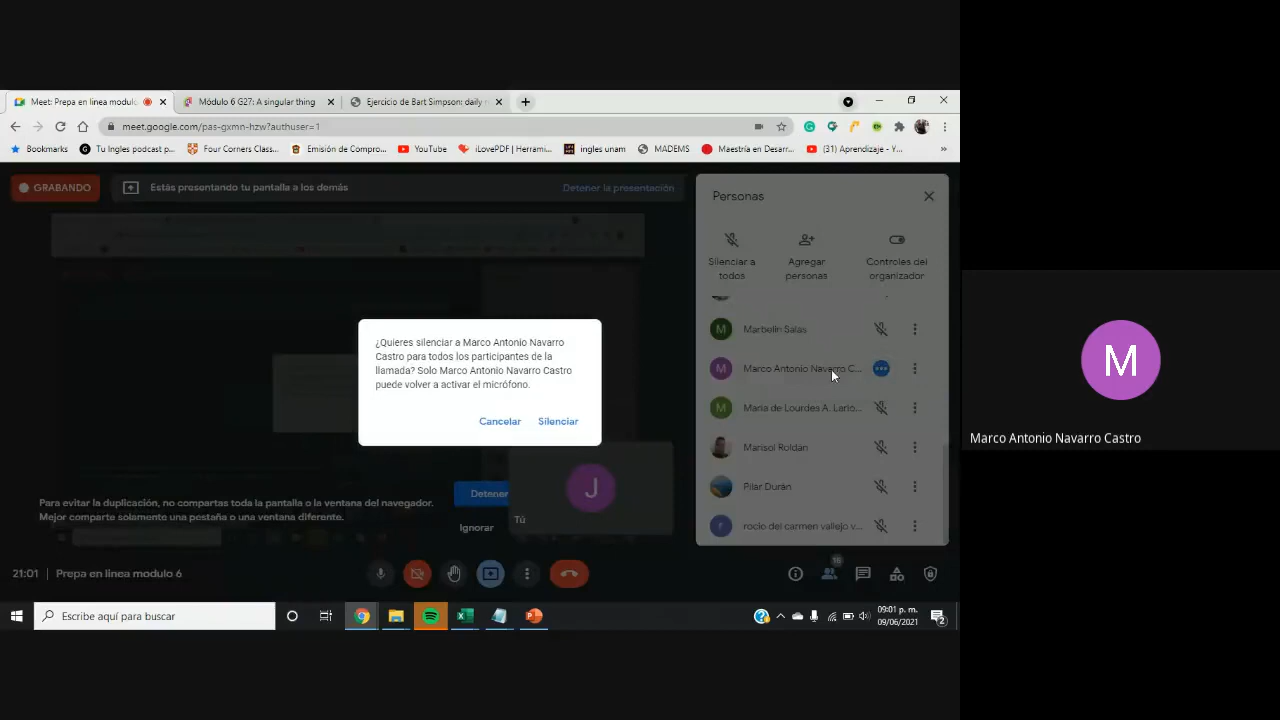 Meet: Prepa en linea modulo
Módulo 6 G27: A singular thing
Ejercicio de Bart Simpson: daily r
meet.google.com/pas-gxmn-hzw?authuser=1
Bookmarks
Tu Ingles podcast p...
Four Corners Class...
Emisión de Compro...
YouTube
iLovePDF | Herrami...
ingles unam
MADEMS
Maestría en Desarr...
(31) Aprendizaje - Y...
GRABANDO
Estás presentando tu pantalla a los demás
Detener la presentación
Personas
Silenciar a
todos
Agregar
personas
Controles del
organizador
Marbelin Salas
Marco Antonio Navarro C...
Maria de Lourdes A. Lario...
Marisol Roldán
Pilar Durán
rocio del carmen vallejo v...
¿Quieres silenciar a Marco Antonio Navarro
Castro para todos los participantes de la
llamada? Solo Marco Antonio Navarro Castro
puede volver a activar el micrófono.
Cancelar
Silenciar
Para evitar la duplicación, no compartas toda la pantalla o la ventana del navegador.
Mejor comparte solamente una pestaña o una ventana diferente.
Detener
Ignorar
J
Tú
21:01 | Prepa en linea modulo 6
16
Escribe aquí para buscar
09:01 p. m.
09/06/2021
2
M
Marco Antonio Navarro Castro